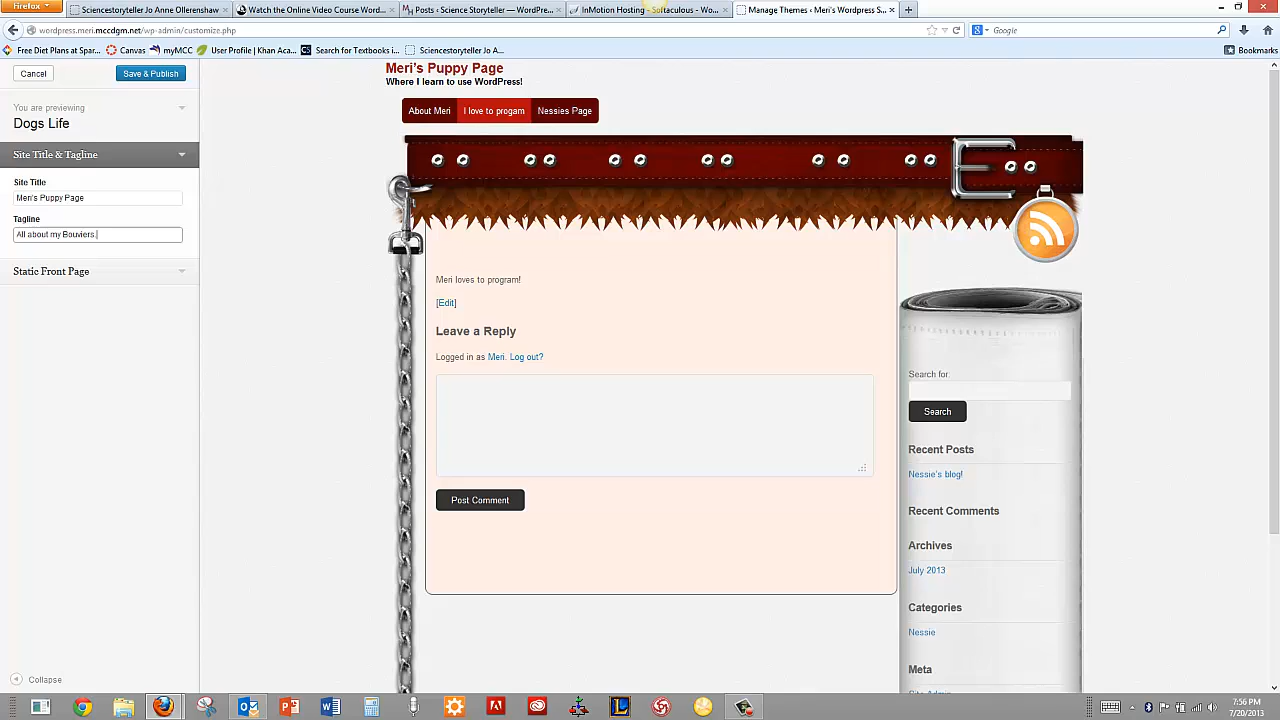 Firefox
Sciencestoryteller Jo Anne Ollerenshaw
Watch the Online Video Course Word...
Posts ‹ Science Storyteller — WordPre...
InMotion Hosting
taculous - Wo...
Manage Themes ‹ Meri's Wordpress S...
wordpress.meri.mccdgm.net/wp-admin/customize.php
Google
Free Diet Plans at Spar...
Canvas
myMCC
User Profile | Khan Acad...
Search for Textbooks i...
Sciencestoryteller Jo A...
Bookmarks
Cancel
Save & Publish
You are previewing
Dogs Life
Site Title & Tagline
Site Title
Meri's Puppy Page
Tagline
All about my Bouviers.
Static Front Page
Collapse
Meri's Puppy Page
Where I learn to use WordPress!
About Meri
I love to progam
Nessies Page
Meri loves to program!
[Edit]
Leave a Reply
Logged in as Meri. Log out?
Post Comment
Search for:
Search
Recent Posts
Nessie's blog!
Recent Comments
Archives
July 2013
Categories
Nessie
Meta
Site Admin
7:56 PM
7/20/2013